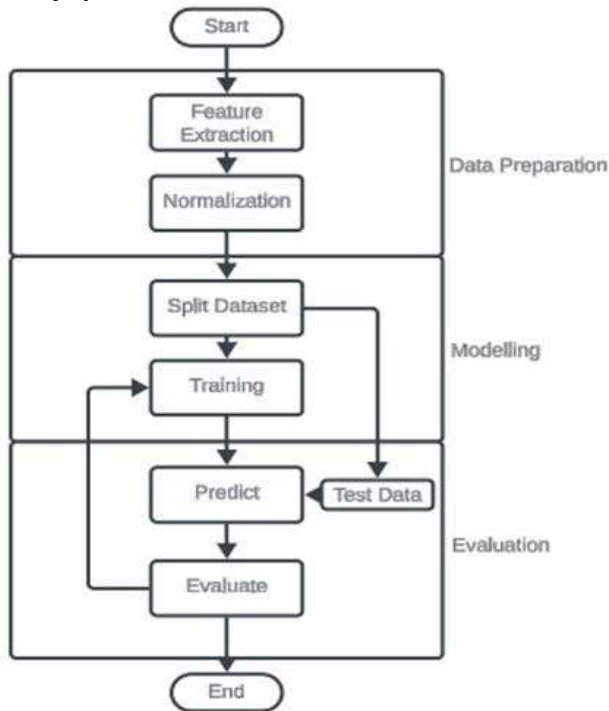 Start
Feature
Extraction
Data Preparation
Normalization
Split Dataset
Modelling
Training
Predict
Test Data
Evaluation
Evaluate
End